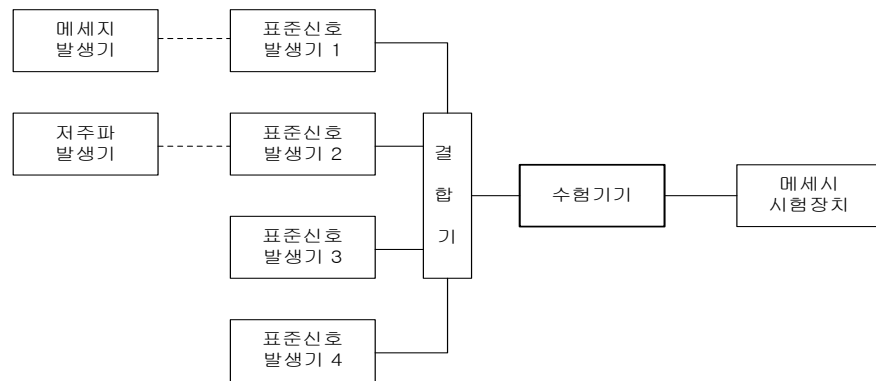 메세지
발생기
표준신호
발생기 1
저주파
발생기
표준신호
발생기 2
표준신호
발생기 3
표준신호
발생기 4
결
합
기
수험기기
메세시
시험장치